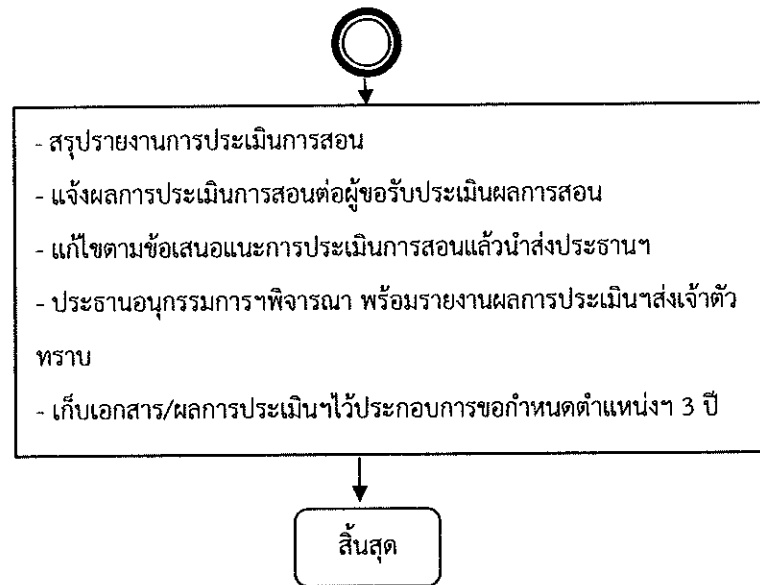 - สรุปรายงานการประเมินการสอน
- แจ้งผลการประเมินการสอนต่อผู้ขอรับประเมินผลการสอน
- แก้ไขตามข้อเสนอแนะการประเมินการสอนแล้วนำส่งประธานฯ
- ประธานอนุกรรมการฯพิจารณา พร้อมรายงานผลการประเมินฯส่งเจ้าตัว
ทราบ
- เก็บเอกสาร/ผลการประเมินฯไว้ประกอบการขอกำหนดตำแหน่งฯ 3 ปี
สิ้นสุด